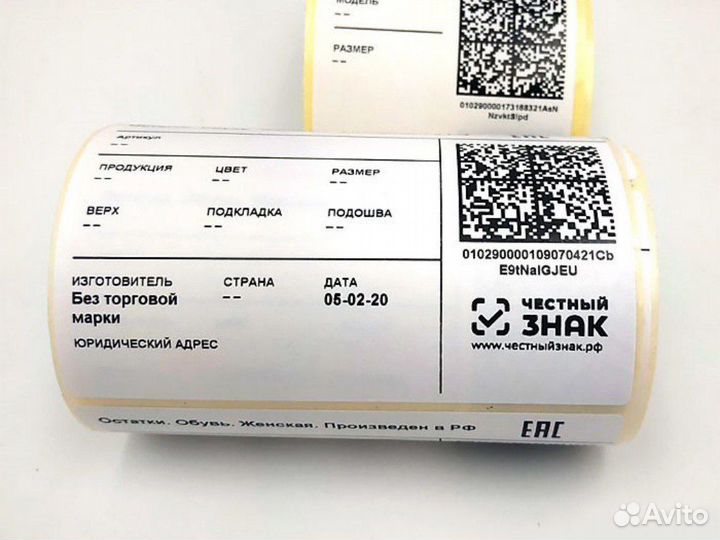 МОДЕЛЬ
--
РАЗМЕР
--
010290000173188321AsN
NzvktSlpd
EAC
Артикул
--
ПРОДУКЦИЯ ЦВЕТ РАЗМЕР
-- -- --
ВЕРХ ПОДКЛАДКА ПОДОШВА
-- -- --
010290000109070421Cb
E9tNalGJEU
ИЗГОТОВИТЕЛЬ СТРАНА ДАТА
Без торговой -- 05-02-20
марки
ЮРИДИЧЕСКИЙ АДРЕС
ЧЕСТНЫЙ
ЗНАК
www.честныйзнак.рф
Остатки. Обувь. Женская. Произведен в РФ
EAC
Avito